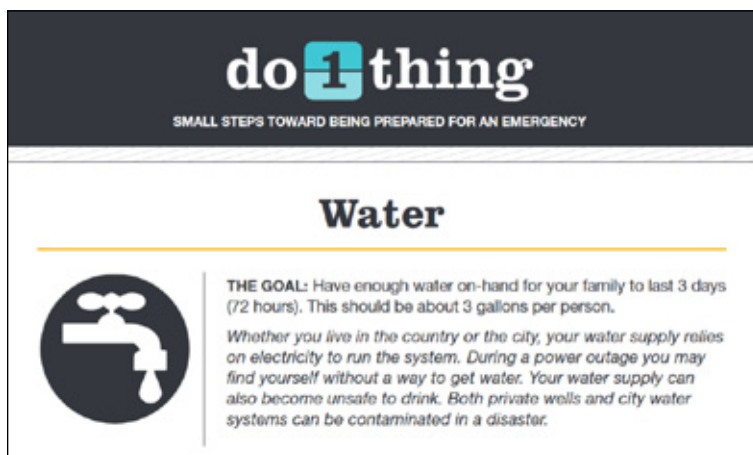 do 1 thing
SMALL STEPS TOWARD BEING PREPARED FOR AN EMERGENCY
Water
THE GOAL: Have enough water on-hand for your family to last 3 days
(72 hours). This should be about 3 gallons per person.
Whether you live in the country or the city, your water supply relies
on electricity to run the system. During a power outage you may
find yourself without a way to get water. Your water supply can
also become unsafe to drink. Both private wells and city water
systems can be contaminated in a disaster.